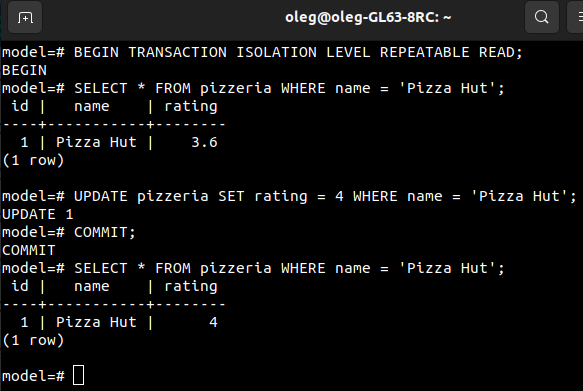 oleg@oleg-GL63-8RC: ~
model=# BEGIN TRANSACTION ISOLATION LEVEL REPEATABLE READ;
BEGIN
model=# SELECT * FROM pizzeria WHERE name = 'Pizza Hut';
 id |   name    | rating
----+-----------+--------
  1 | Pizza Hut |    3.6
(1 row)

model=# UPDATE pizzeria SET rating = 4 WHERE name = 'Pizza Hut';
UPDATE 1
model=# COMMIT;
COMMIT
model=# SELECT * FROM pizzeria WHERE name = 'Pizza Hut';
 id |   name    | rating
----+-----------+--------
  1 | Pizza Hut |      4
(1 row)

model=#